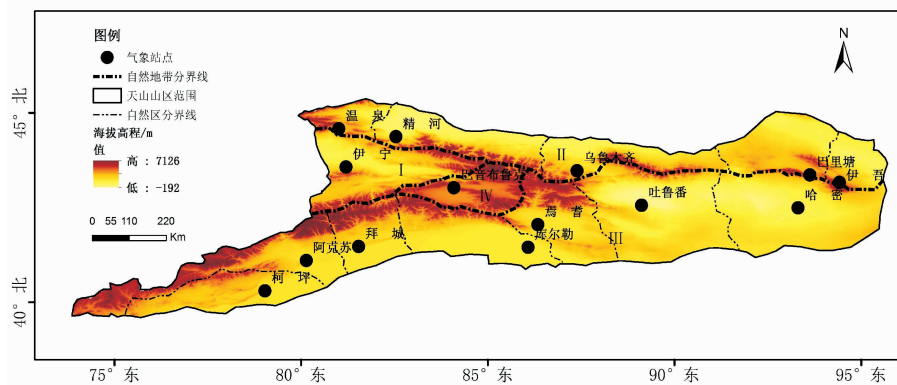 图例
气象站点
自然地带分界线
天山山区范围
自然区分界线
海拔高程/m
值
高 : 7126
低 : -192
0 55 110 220
Km
N
45° 北
40° 北
75° 东
80° 东
85° 东
90° 东
95° 东
温 泉
精 河
伊 宁
I
II
乌鲁木齐
巴音布鲁克
IV
巴里塘
伊 吾
哈 密
吐鲁番
焉 耆
库尔勒
III
拜 城
阿克苏
柯 坪